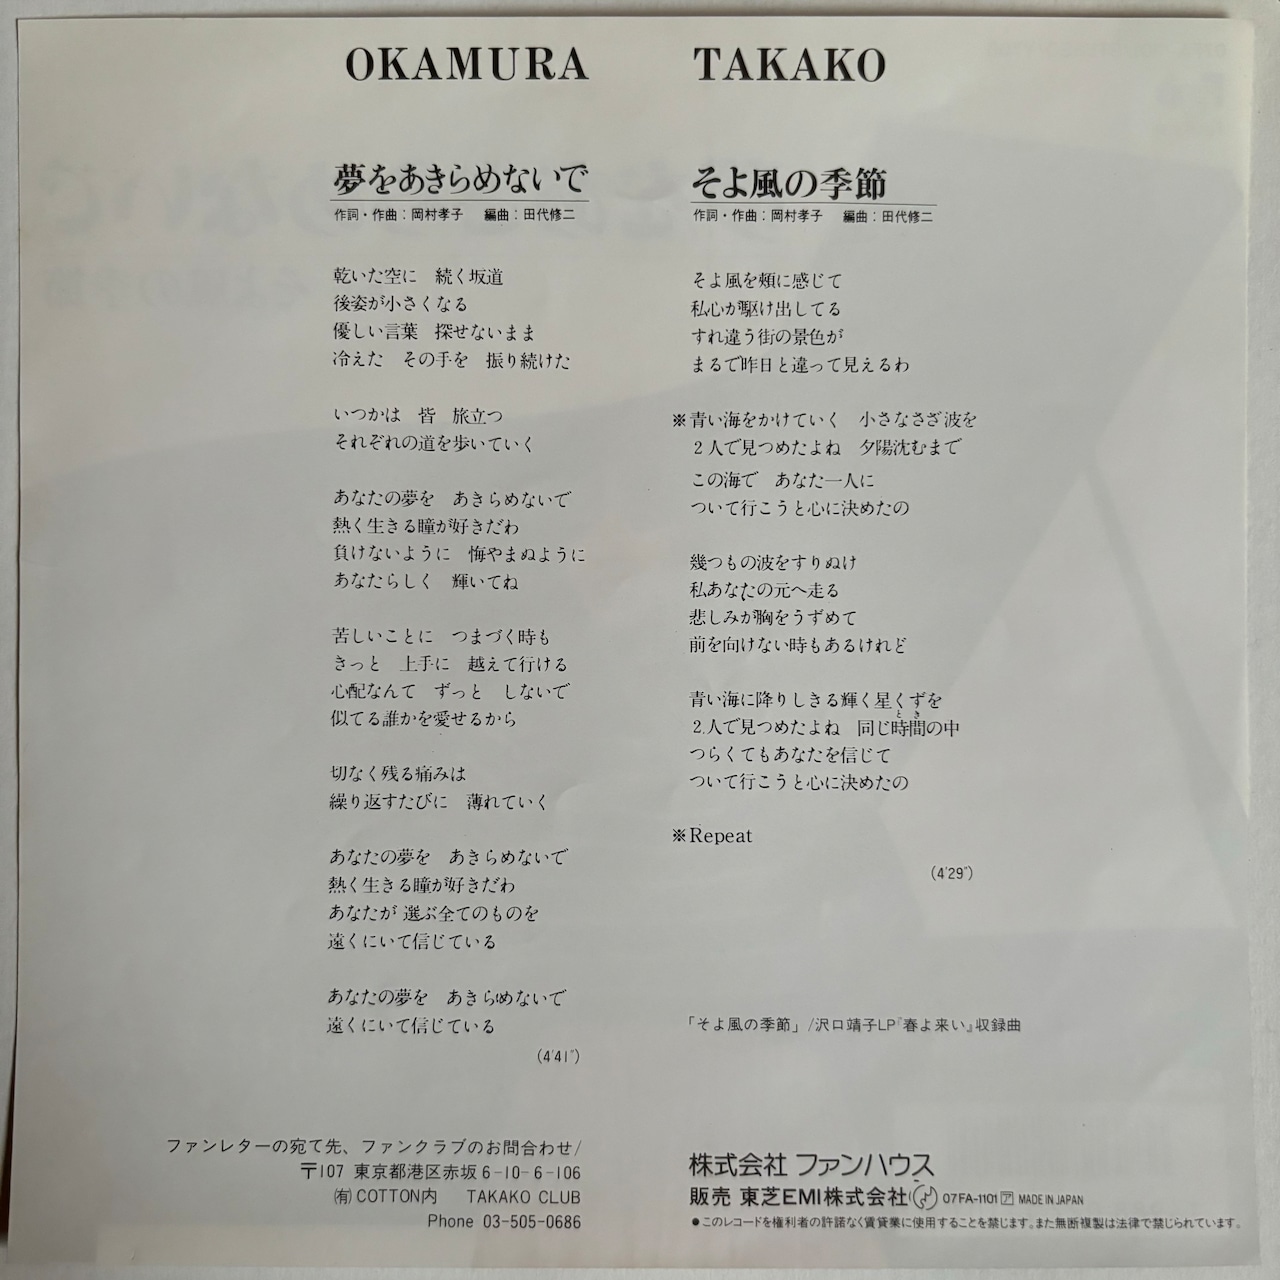 OKAMURA TAKAKO
夢をあきらめないで
作詞・作曲：岡村孝子　編曲：田代修二
乾いた空に　続く坂道
後姿が小さくなる
優しい言葉　探せないまま
冷えた　その手を　振り続けた
いつかは　皆　旅立つ
それぞれの道を歩いていく
あなたの夢を　あきらめないで
熱く生きる瞳が好きだわ
負けないように　悔やまぬように
あなたらしく　輝いてね
苦しいことに　つまづく時も
きっと　上手に　越えて行ける
心配なんて　ずっと　しないで
似てる誰かを愛せるから
切なく残る痛みは
繰り返すたびに　薄れていく
あなたの夢を　あきらめないで
熱く生きる瞳が好きだわ
あなたが 選ぶ全てのものを
遠くにいて信じている
あなたの夢を　あきらめないで
遠くにいて信じている
(4'41")
そよ風の季節
作詞・作曲：岡村孝子　編曲：田代修二
そよ風を頬に感じて
私心が駆け出してる
すれ違う街の景色が
まるで昨日と違って見えるわ
※青い海をかけていく　小さなさざ波を
2人で見つめたよね　夕陽沈むまで
この海で　あなた一人に
ついて行こうと心に決めたの
幾つもの波をすりぬけ
私あなたの元へ走る
悲しみが胸をうずめて
前を向けない時もあるけれど
青い海に降りしきる輝く星くずを
とき
2.人で見つめたよね　同じ時間の中
つらくてもあなたを信じて
ついて行こうと心に決めたの
※Repeat
(4'29")
「そよ風の季節」/沢口靖子LP『春よ来い』収録曲
ファンレターの宛て先、ファンクラブのお問合わせ/
〒107 東京都港区赤坂6-10-6-106
(有)COTTON内　TAKAKO CLUB
Phone 03-505-0686
株式会社 ファンハウス
販売 東芝EMI株式会社 07FA-1101 ア MADE IN JAPAN
●このレコードを権利者の許諾なく賃貸業に使用することを禁じます。また無断複製は法律で禁じられています。